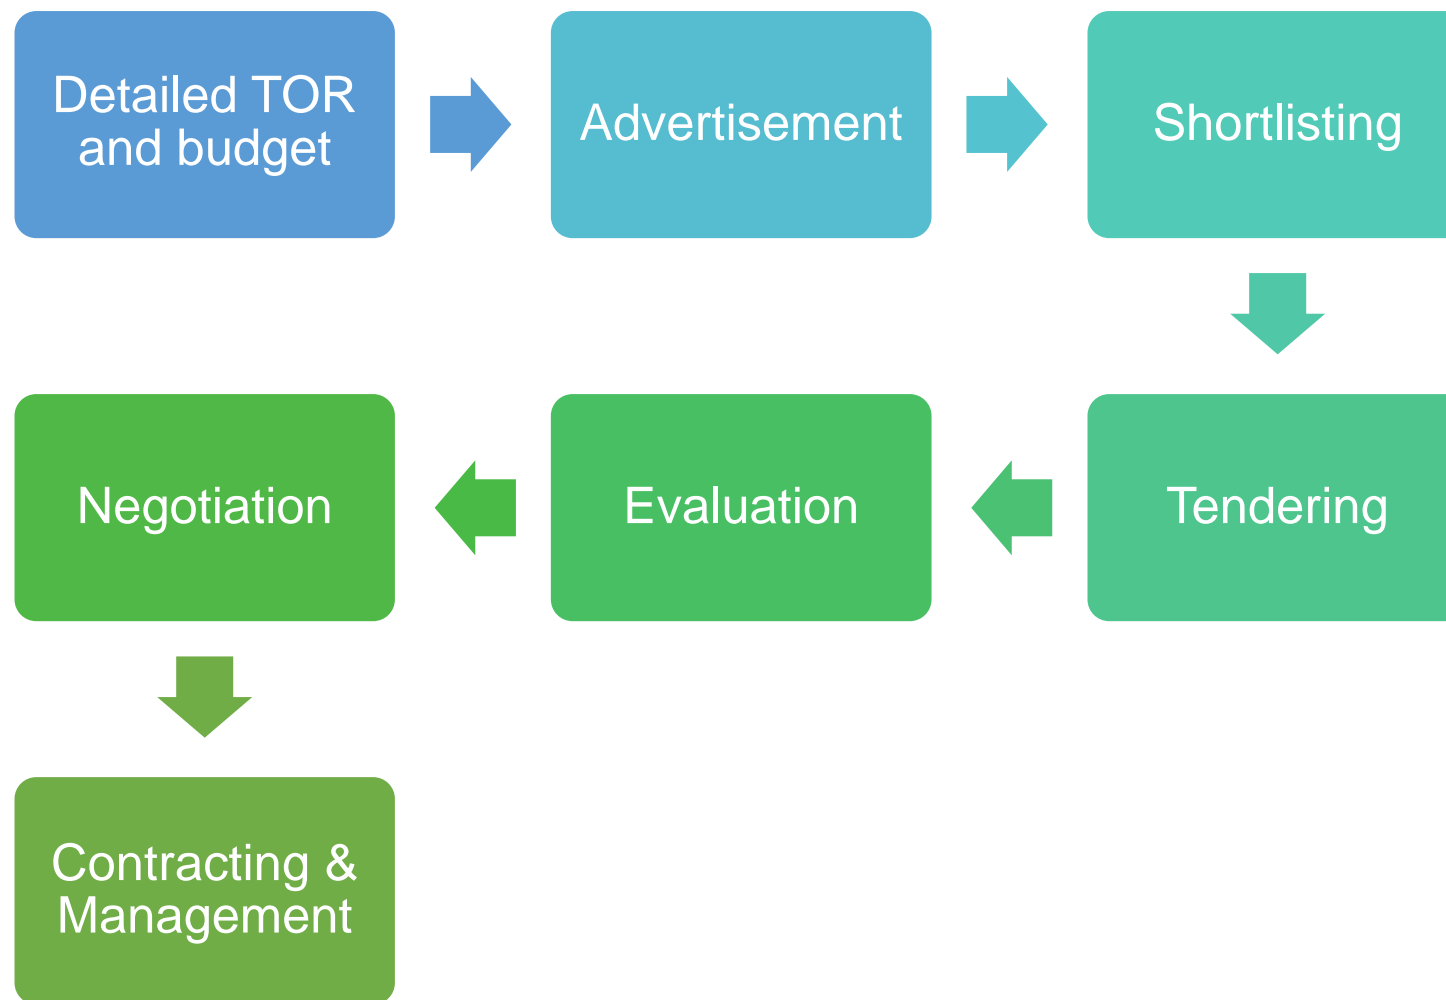 Detailed TOR
and budget
Advertisement
Shortlisting
Tendering
Evaluation
Negotiation
Contracting &
Management